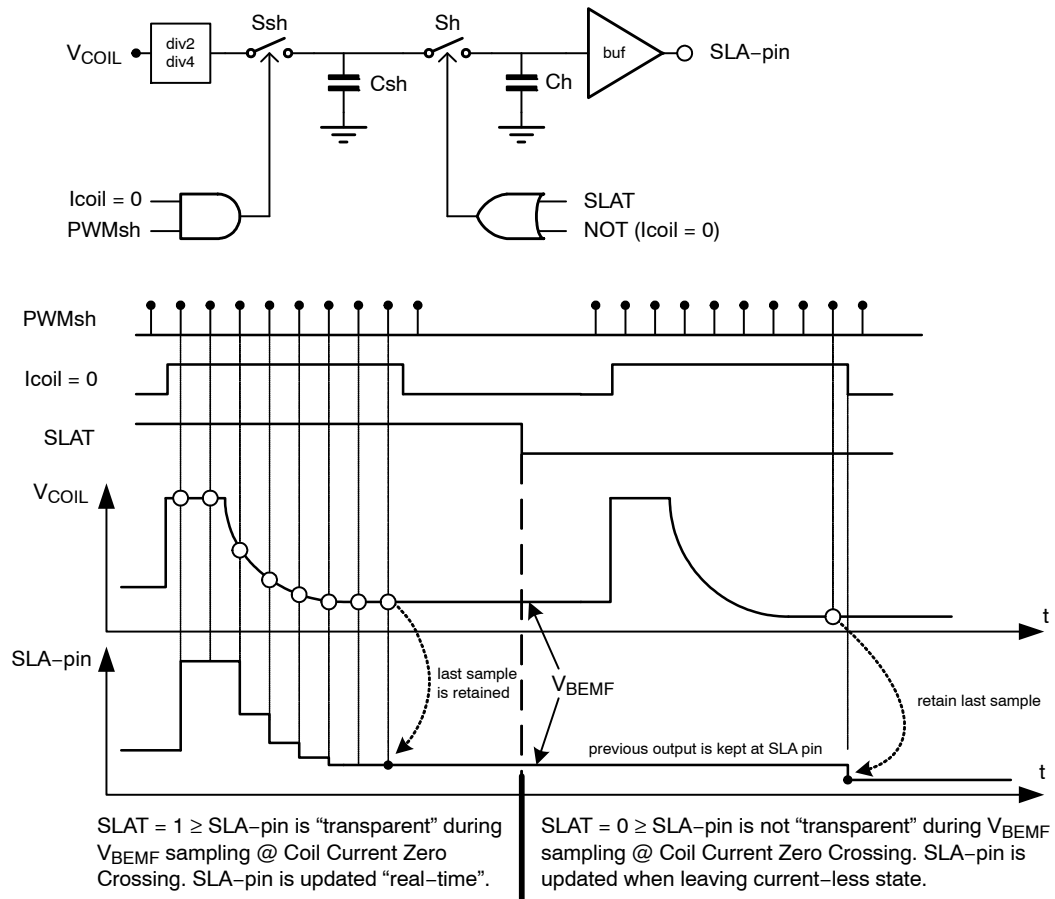 Ssh
Sh
VCOIL
div2
div4
buf
SLA−pin
Csh
Ch
Icoil = 0
PWMsh
SLAT
NOT (Icoil = 0)
PWMsh
Icoil = 0
SLAT
VCOIL
t
SLA−pin
last sample
is retained
VBEMF
retain last sample
previous output is kept at SLA pin
t
SLAT = 1 ≥ SLA−pin is “transparent” during
VBEMF sampling @ Coil Current Zero
Crossing. SLA−pin is updated “real−time”.
SLAT = 0 ≥ SLA−pin is not “transparent” during VBEMF
sampling @ Coil Current Zero Crossing. SLA−pin is
updated when leaving current−less state.